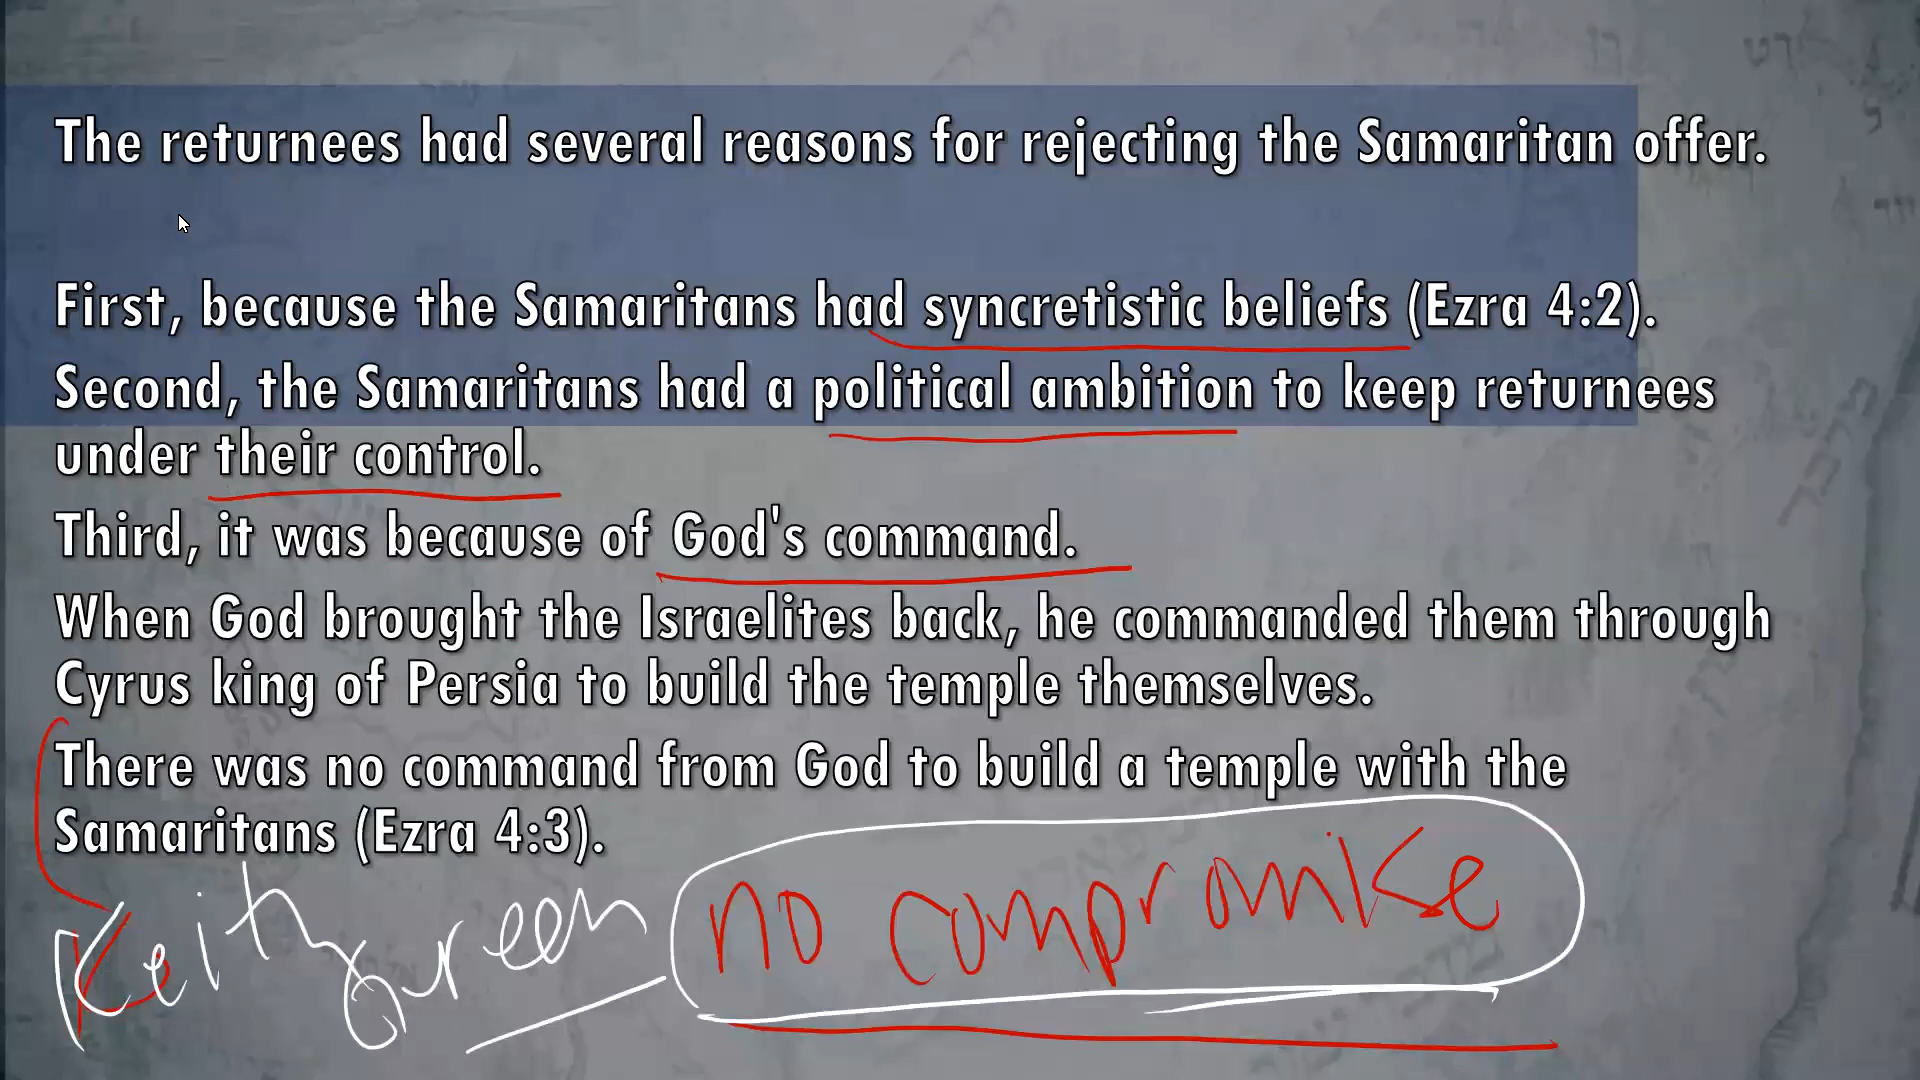 The returnees had several reasons for rejecting the Samaritan offer.
First, because the Samaritans had syncretistic beliefs (Ezra 4:2).
Second, the Samaritans had a political ambition to keep returnees
under their control.
Third, it was because of God's command.
When God brought the Israelites back, he commanded them through
Cyrus king of Persia to build the temple themselves.
There was no command from God to build a temple with the
Samaritans (Ezra 4:3).
Keith Green no compromise